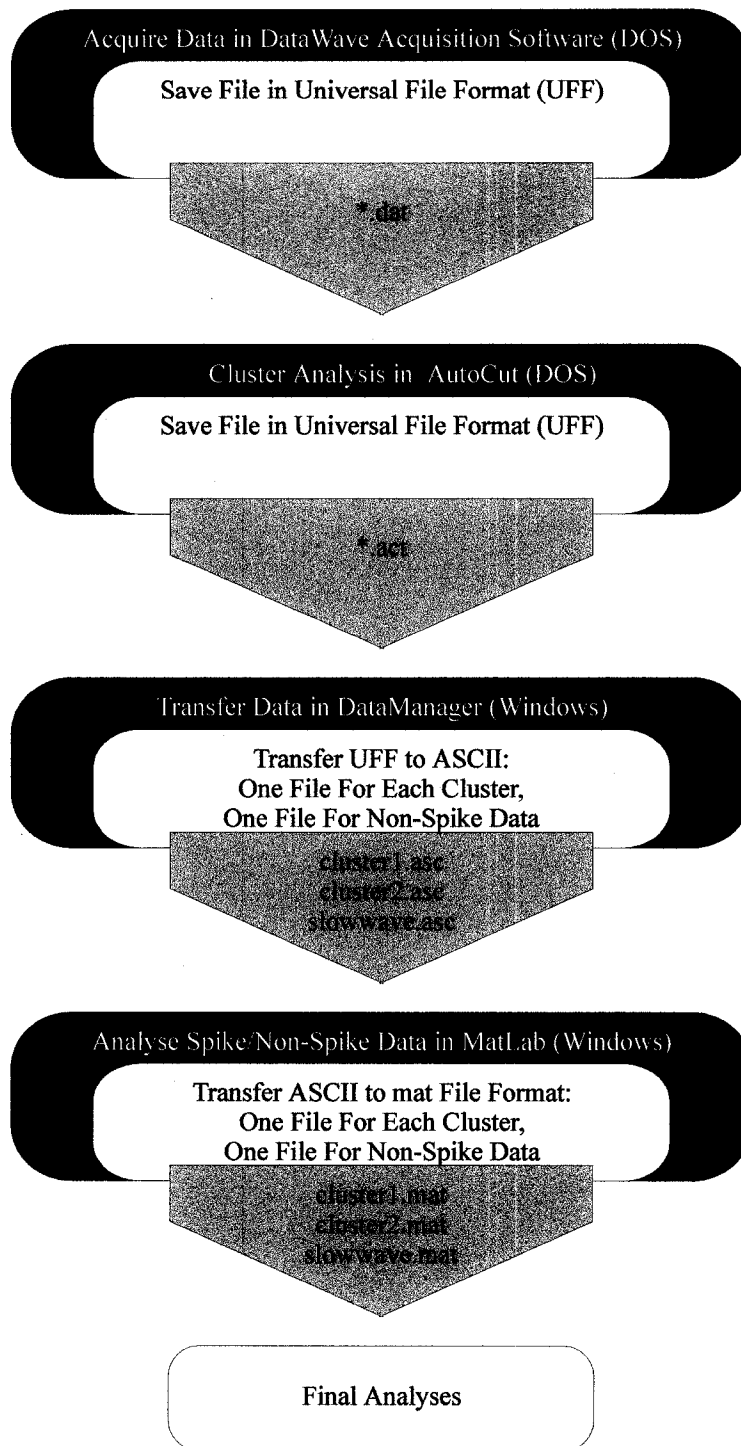 Acquire Data in DataWave Acquisition Software (DOS)
Save File in Universal File Format (UFF)
*.dat
Cluster Analysis in AutoCut (DOS)
Save File in Universal File Format (UFF)
*.act
Transfer Data in DataManager (Windows)
Transfer UFF to ASCII:
One File For Each Cluster,
One File For Non-Spike Data
cluster1.asc
cluster2.asc
slowwave.asc
Analyse Spike/Non-Spike Data in MatLab (Windows)
Transfer ASCII to mat File Format:
One File For Each Cluster,
One File For Non-Spike Data
cluster1.mat
cluster2.mat
slowwave.mat
Final Analyses